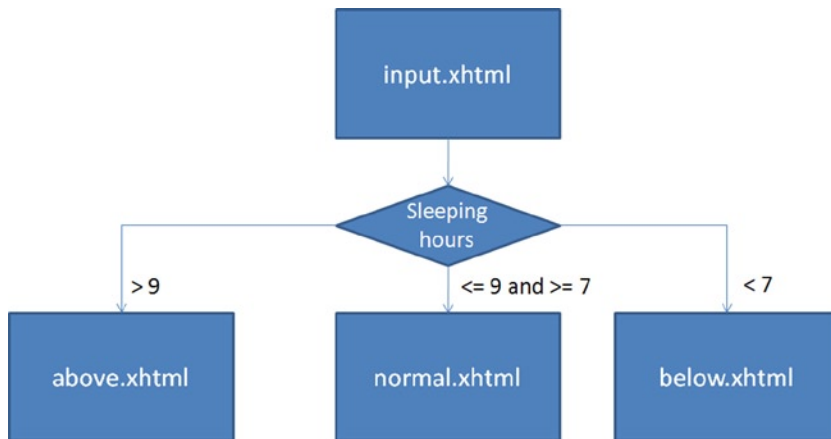 input.xhtml
Sleeping
hours
> 9
<= 9 and >= 7
< 7
above.xhtml
normal.xhtml
below.xhtml